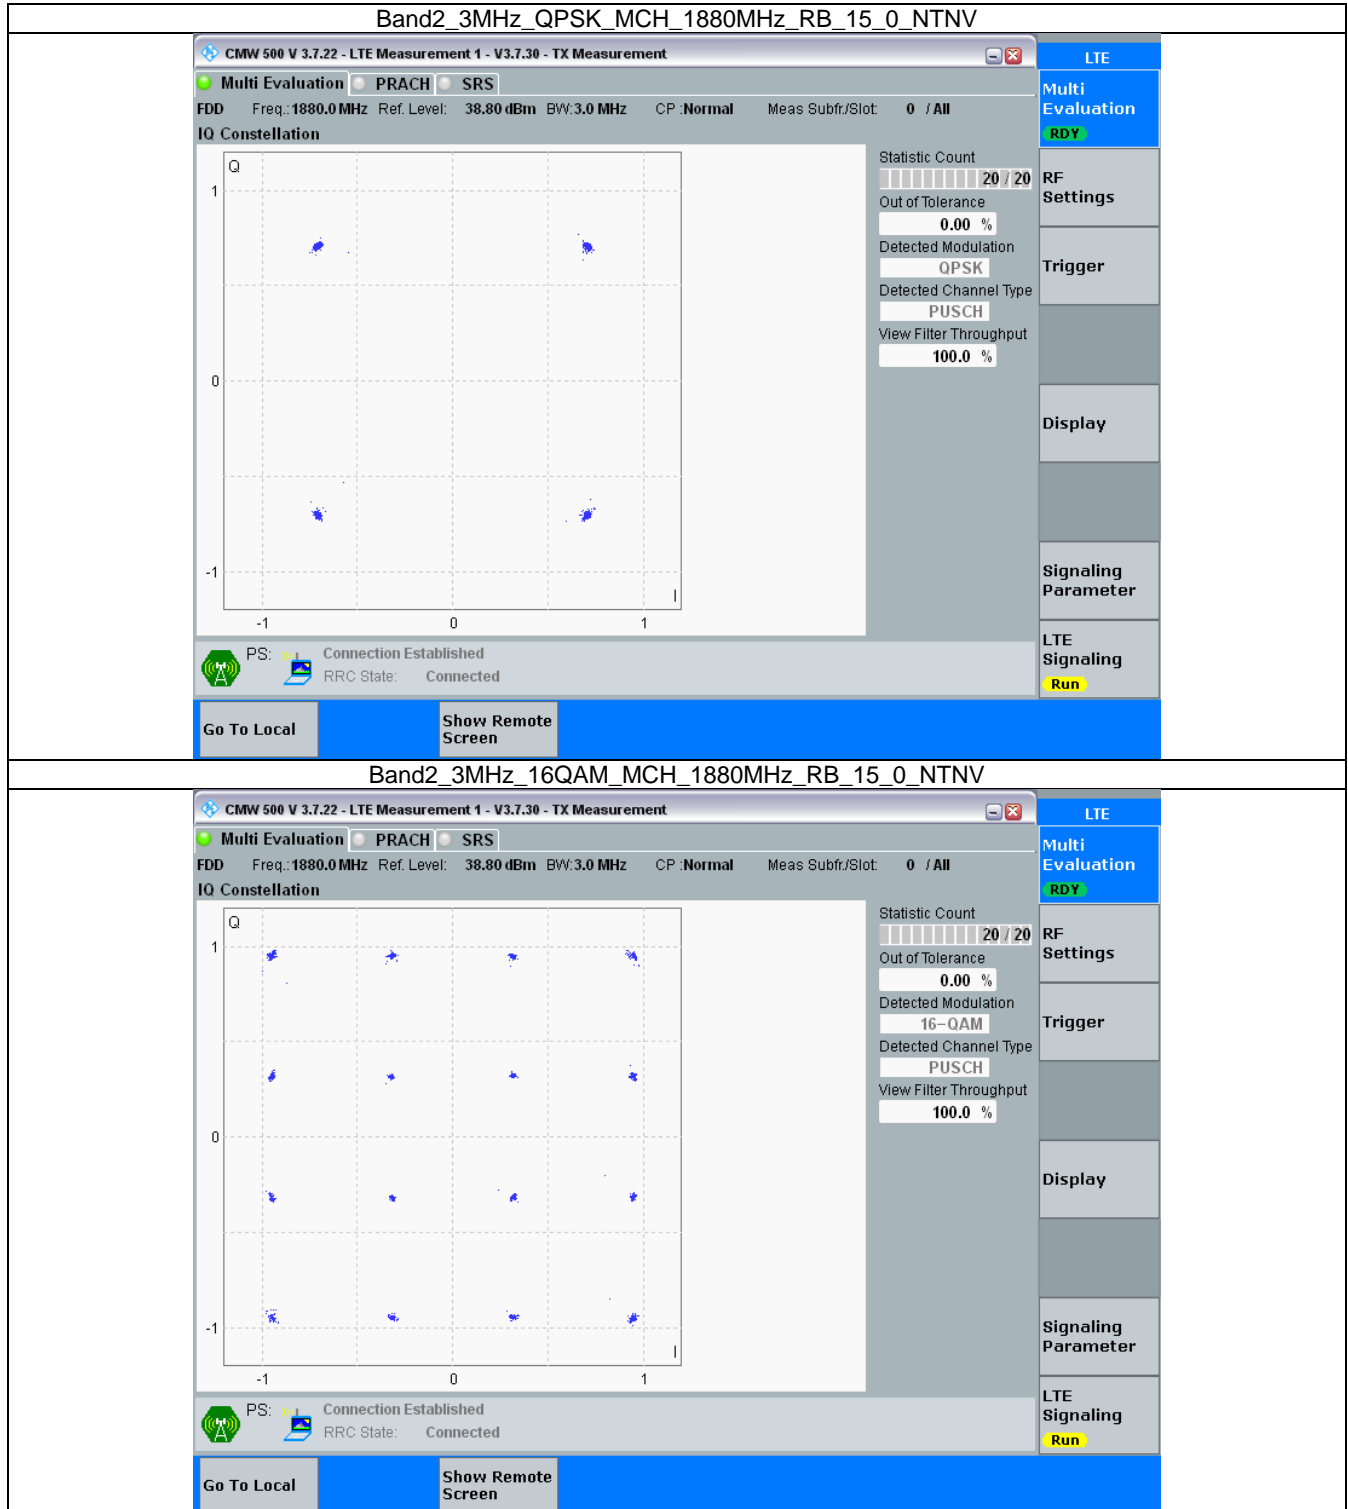 Band2_3MHz_QPSK_MCH_1880MHz_RB_15_0_NTNV
CMW 500 V 3.7.22 - LTE Measurement 1 - V3.7.30 - TX Measurement
LTE
Multi Evaluation PRACH SRS
Multi
Evaluation
RDY
FDD Freq.:1880.0 MHz Ref. Level: 38.80 dBm BW:3.0 MHz CP :Normal Meas Subfr./Slot: 0 / All
IQ Constellation
Q
1
0
-1
I
-1 0 1
Statistic Count
20 / 20
Out of Tolerance
0.00 %
Detected Modulation
QPSK
Detected Channel Type
PUSCH
View Filter Throughput
100.0 %
RF
Settings
Trigger
Display
Signaling
Parameter
LTE
Signaling
Run
PS: Connection Established
RRC State: Connected
Go To Local
Show Remote
Screen
Band2_3MHz_16QAM_MCH_1880MHz_RB_15_0_NTNV
CMW 500 V 3.7.22 - LTE Measurement 1 - V3.7.30 - TX Measurement
LTE
Multi Evaluation PRACH SRS
Multi
Evaluation
RDY
FDD Freq.:1880.0 MHz Ref. Level: 38.80 dBm BW:3.0 MHz CP :Normal Meas Subfr./Slot: 0 / All
IQ Constellation
Q
1
0
-1
I
-1 0 1
Statistic Count
20 / 20
Out of Tolerance
0.00 %
Detected Modulation
16-QAM
Detected Channel Type
PUSCH
View Filter Throughput
100.0 %
RF
Settings
Trigger
Display
Signaling
Parameter
LTE
Signaling
Run
PS: Connection Established
RRC State: Connected
Go To Local
Show Remote
Screen